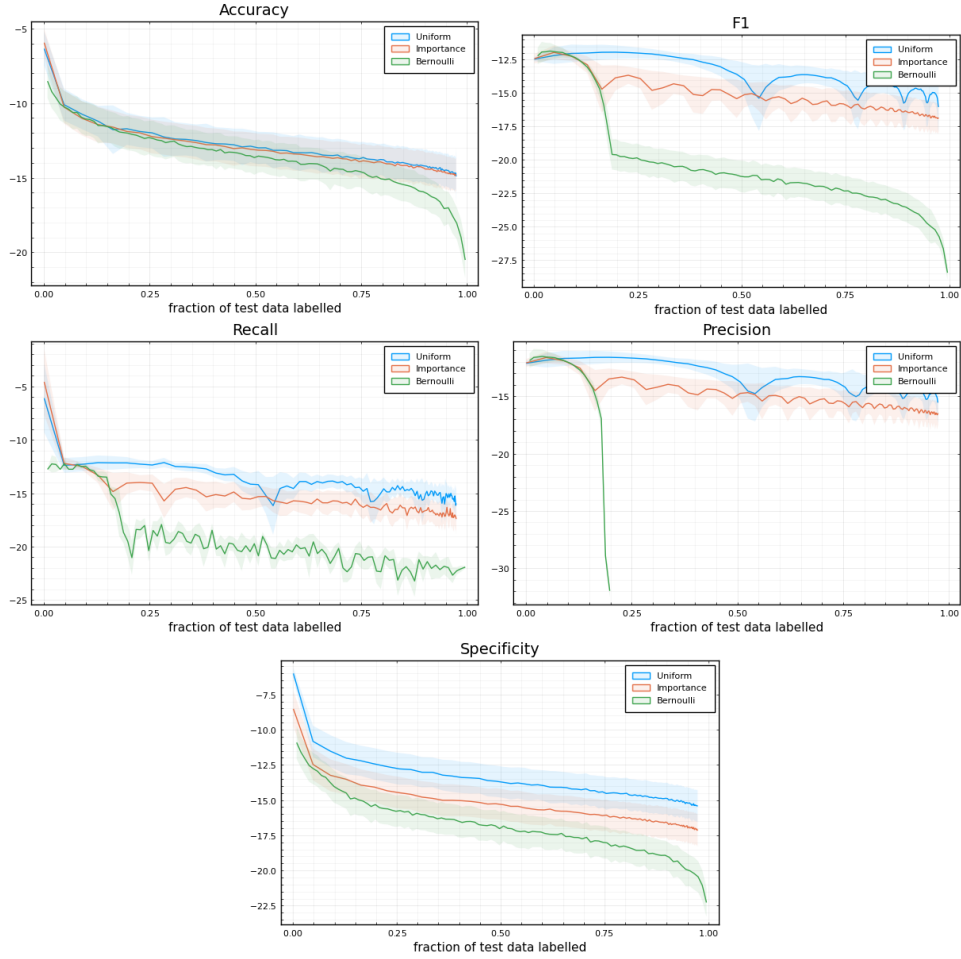 Accuracy
−5
−10
−15
−20
0.00
0.25
0.50
0.75
1.00
fraction of test data labelled
Uniform
Importance
Bernoulli
F1
−12.5
−15.0
−17.5
−20.0
−22.5
−25.0
−27.5
0.00
0.25
0.50
0.75
1.00
fraction of test data labelled
Uniform
Importance
Bernoulli
Recall
−5
−10
−15
−20
−25
0.00
0.25
0.50
0.75
1.00
fraction of test data labelled
Uniform
Importance
Bernoulli
Precision
−15
−20
−25
−30
0.00
0.25
0.50
0.75
1.00
fraction of test data labelled
Uniform
Importance
Bernoulli
Specificity
−7.5
−10.0
−12.5
−15.0
−17.5
−20.0
−22.5
0.00
0.25
0.50
0.75
1.00
fraction of test data labelled
Uniform
Importance
Bernoulli